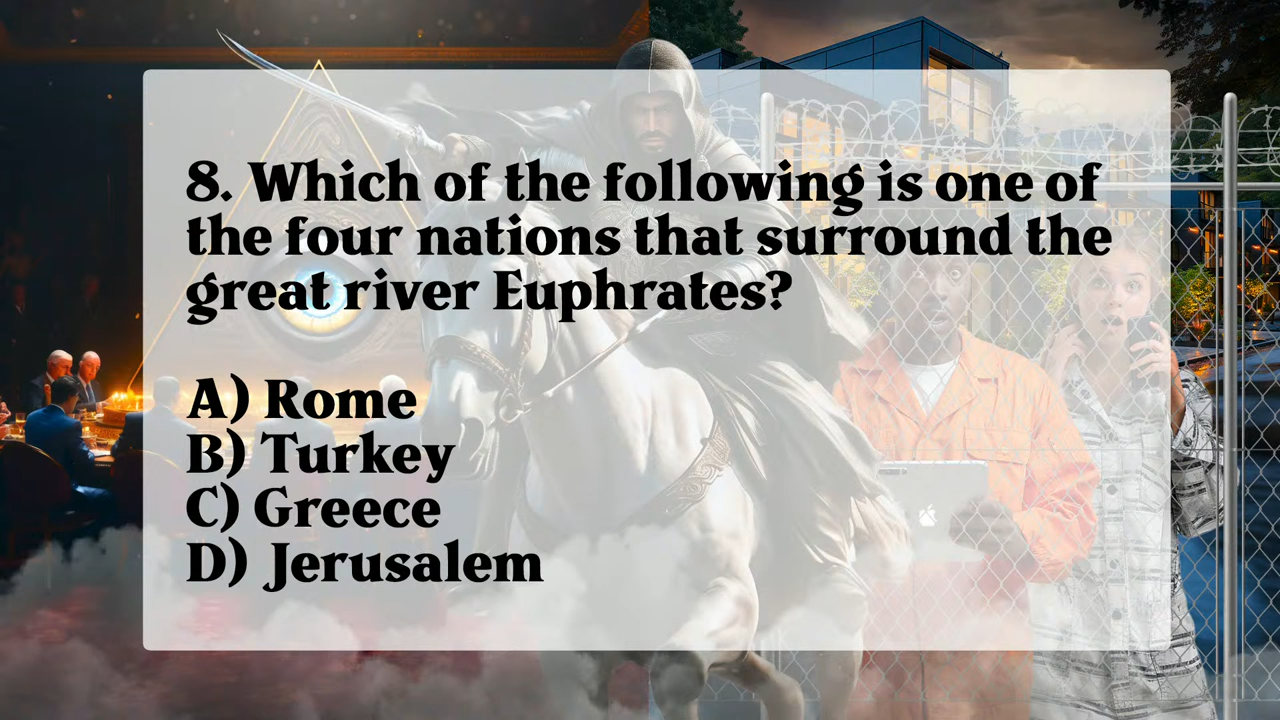 8. Which of the following is one of
the four nations that surround the
great river Euphrates?
A) Rome
B) Turkey
C) Greece
D) Jerusalem